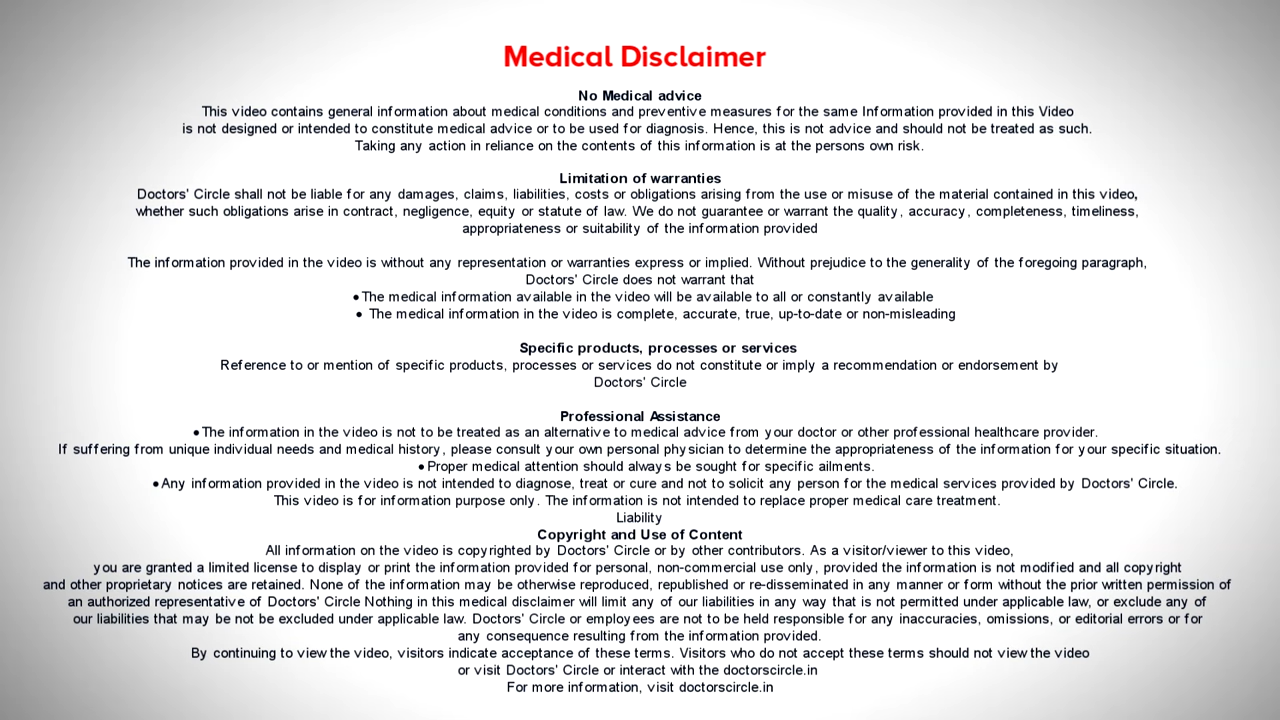 Medical Disclaimer
No Medical advice
This video contains general information about medical conditions and preventive measures for the same Information provided in this Video
is not designed or intended to constitute medical advice or to be used for diagnosis. Hence, this is not advice and should not be treated as such.
Taking any action in reliance on the contents of this information is at the persons own risk.
Limitation of warranties
Doctors' Circle shall not be liable for any damages, claims, liabilities, costs or obligations arising from the use or misuse of the material contained in this video,
whether such obligations arise in contract, negligence, equity or statute of law. We do not guarantee or warrant the quality, accuracy, completeness, timeliness,
appropriateness or suitability of the information provided
The information provided in the video is without any representation or warranties express or implied. Without prejudice to the generality of the foregoing paragraph,
Doctors' Circle does not warrant that
• The medical information available in the video will be available to all or constantly available
• The medical information in the video is complete, accurate, true, up-to-date or non-misleading
Specific products, processes or services
Reference to or mention of specific products, processes or services do not constitute or imply a recommendation or endorsement by
Doctors' Circle
Professional Assistance
• The information in the video is not to be treated as an alternative to medical advice from your doctor or other professional healthcare provider.
If suffering from unique individual needs and medical history, please consult your own personal physician to determine the appropriateness of the information for your specific situation.
• Proper medical attention should always be sought for specific ailments.
• Any information provided in the video is not intended to diagnose, treat or cure and not to solicit any person for the medical services provided by Doctors' Circle.
This video is for information purpose only. The information is not intended to replace proper medical care treatment.
Liability
Copyright and Use of Content
All information on the video is copyrighted by Doctors' Circle or by other contributors. As a visitor/viewer to this video,
you are granted a limited license to display or print the information provided for personal, non-commercial use only, provided the information is not modified and all copyright
and other proprietary notices are retained. None of the information may be otherwise reproduced, republished or re-disseminated in any manner or form without the prior written permission of
an authorized representative of Doctors' Circle Nothing in this medical disclaimer will limit any of our liabilities in any way that is not permitted under applicable law, or exclude any of
our liabilities that may be not be excluded under applicable law. Doctors' Circle or employees are not to be held responsible for any inaccuracies, omissions, or editorial errors or for
any consequence resulting from the information provided.
By continuing to view the video, visitors indicate acceptance of these terms. Visitors who do not accept these terms should not view the video
or visit Doctors' Circle or interact with the doctorscircle.in
For more information, visit doctorscircle.in